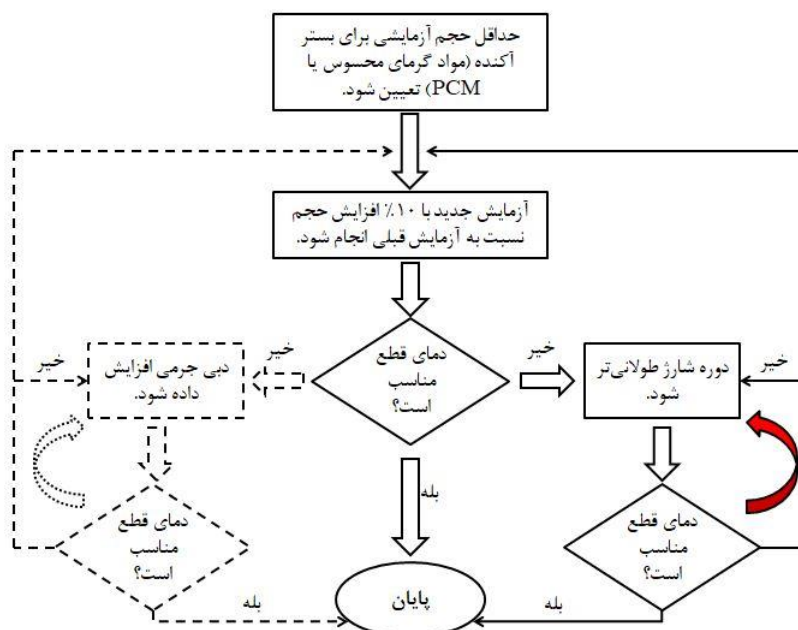 حداقل حجم آزمایشی برای بستر
آکنده (مواد گرمای محسوس یا
PCM) تعیین شود.
آزمایش جدید با ۱۰٪ افزایش حجم
نسبت به آزمایش قبلی انجام شود.
دمای قطع
مناسب
است؟
خیر
خیر
دوره شارژ طولانی‌تر
شود.
خیر
دبی جرمی افزایش
داده شود.
خیر
بله
دمای قطع
مناسب
است؟
بله
دمای قطع
مناسب
است؟
بله
پایان